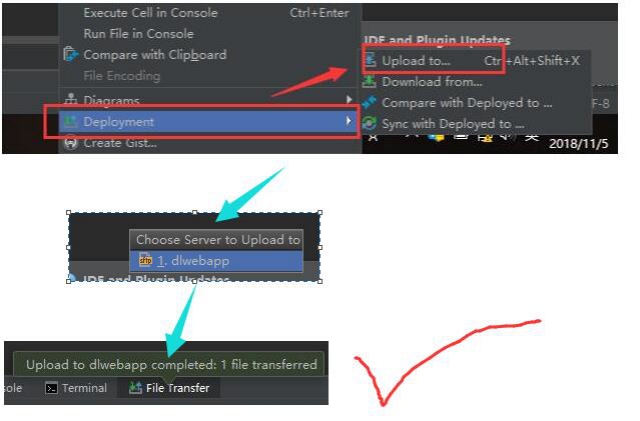 Execute Cell in Console Ctrl+Enter
Run File in Console
Compare with Clipboard
File Encoding
Diagrams
Deployment
Create Gist...
IDE and Plugin Updates
Upload to... Ctrl+Alt+Shift+X
Download from...
Compare with Deployed to ...
Sync with Deployed to ...
F-8
英
2018/11/5
Choose Server to Upload to
1. dlwebapp
IDE and Plugin Updates
Upload to dlwebapp completed: 1 file transferred
sole Terminal File Transfer